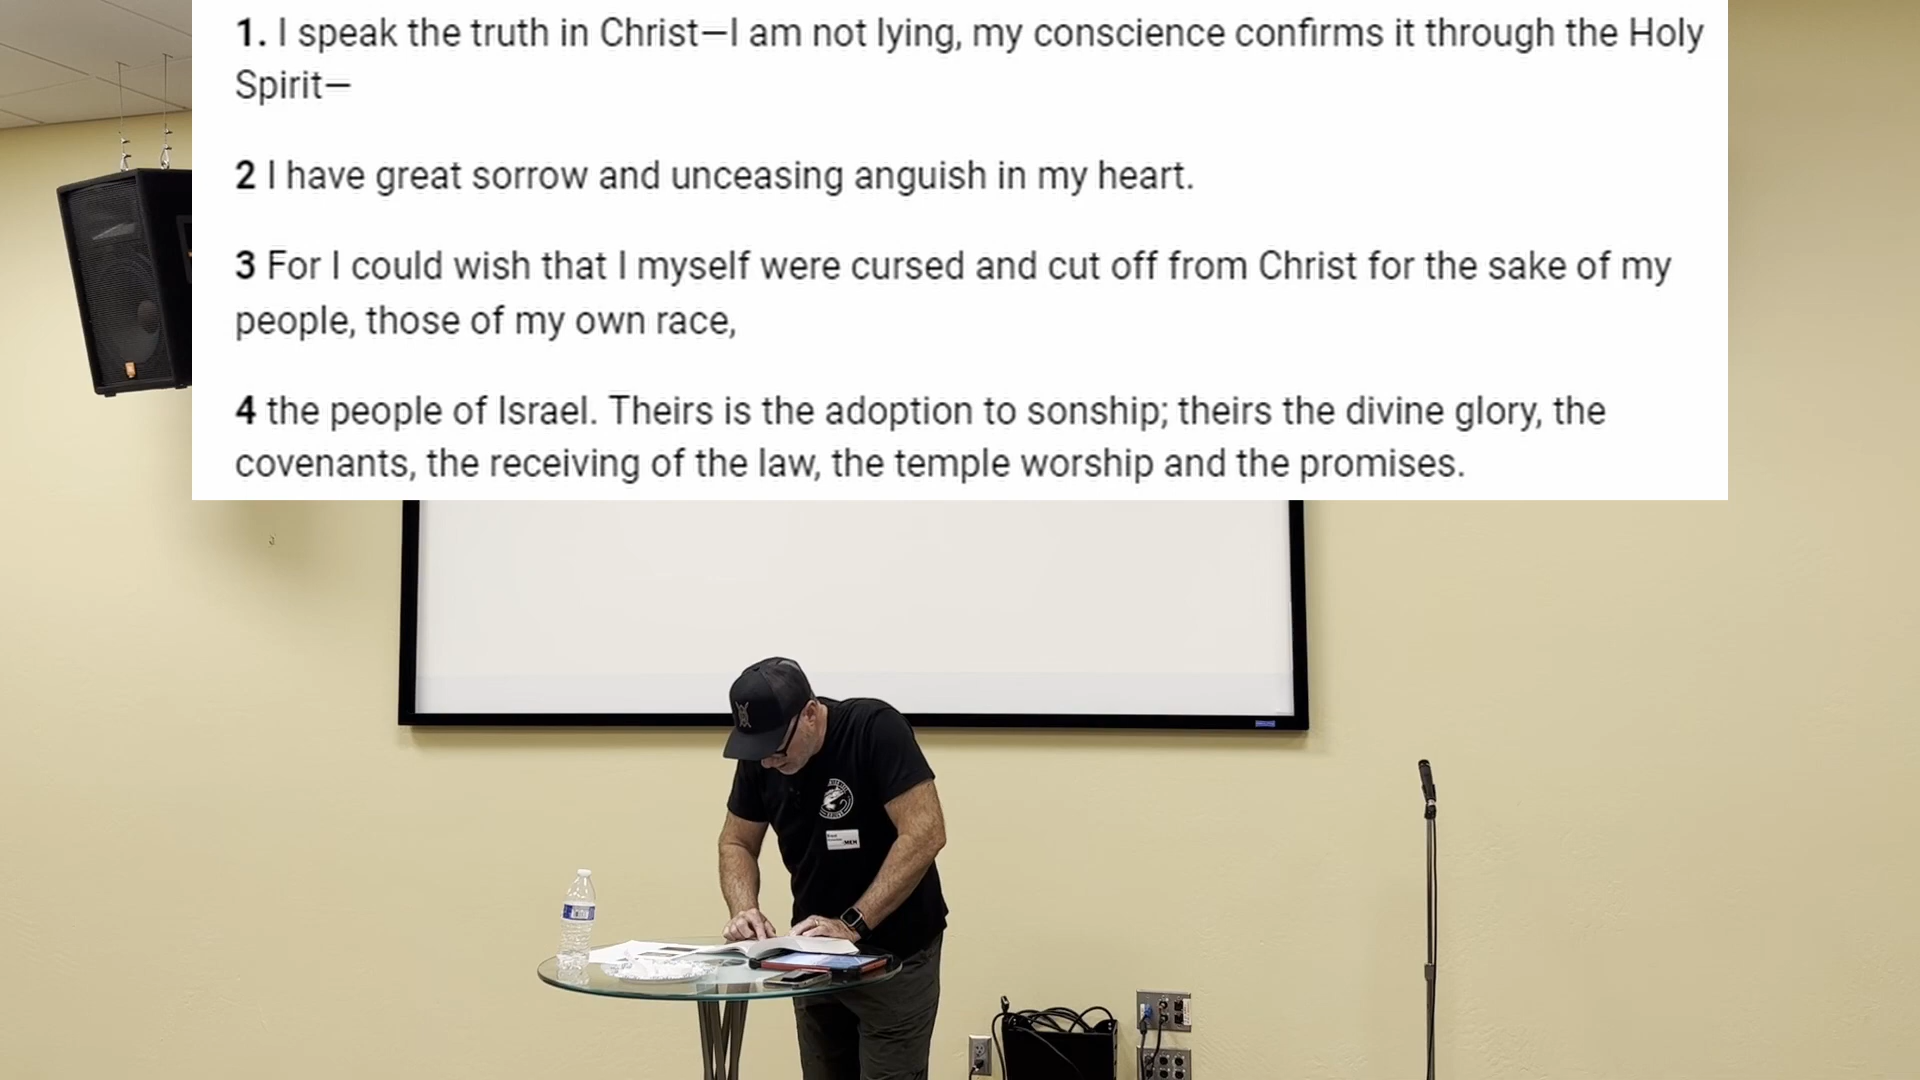 1. I speak the truth in Christ—I am not lying, my conscience confirms it through the Holy
Spirit—
2 I have great sorrow and unceasing anguish in my heart.
3 For I could wish that I myself were cursed and cut off from Christ for the sake of my
people, those of my own race,
4 the people of Israel. Theirs is the adoption to sonship; theirs the divine glory, the
covenants, the receiving of the law, the temple worship and the promises.